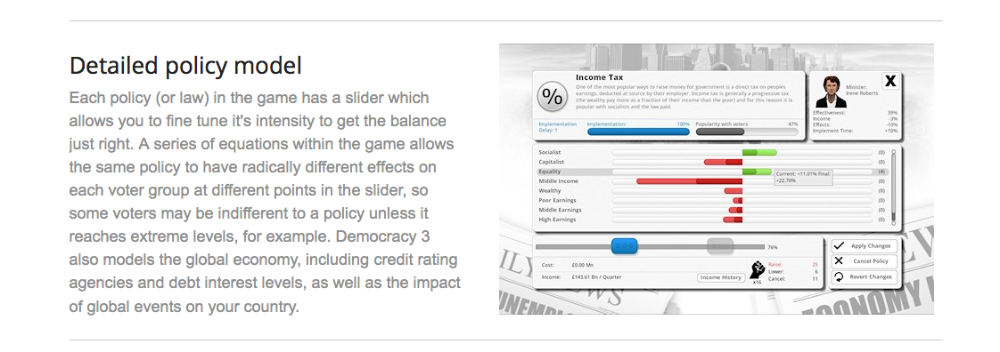 Detailed policy model
Each policy (or law) in the game has a slider which
allows you to fine tune it's intensity to get the balance
just right. A series of equations within the game allows
the same policy to have radically different effects on
each voter group at different points in the slider, so
some voters may be indifferent to a policy unless it
reaches extreme levels, for example. Democracy 3
also models the global economy, including credit rating
agencies and debt interest levels, as well as the impact
of global events on your country.
%
Income Tax
One of the most popular ways to raise money for government is a direct tax on peoples
earnings, deducted at source by their employer. Income tax is generally a progressive tax
(the wealthy pay more as a fraction of their income than the poor) and for this reason it is
popular with socialists and the low paid.
Implementation Delay: 1
Implementation: 100%
Popularity with voters 47%
X
Minister:
Irene Roberts
Effectiveness: 39%
Income -3%
Effects: -10%
Implement Time: +10%
Socialist (0)
Capitalist (0)
Equality (4)
Current: +11.01% Final:
+22.70%
Middle Income (0)
Wealthy (0)
Poor Earnings (0)
Middle Earnings (0)
High Earnings (0)
76%
Cost: £0.00 Mn
Income: £143.61 Bn / Quarter
Income History
x16
Raise: 25
Lower: 6
Cancel: 11
Apply Changes
Cancel Policy
Revert Changes
ILY
WS
UNEMPL
EW
ECONOMY